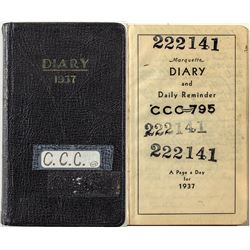 DIARY
1937
C.C.C.
222141
Marquette
DIARY
and
Daily Reminder
CCC-795
222141
222141
A Page a Day
for
1937